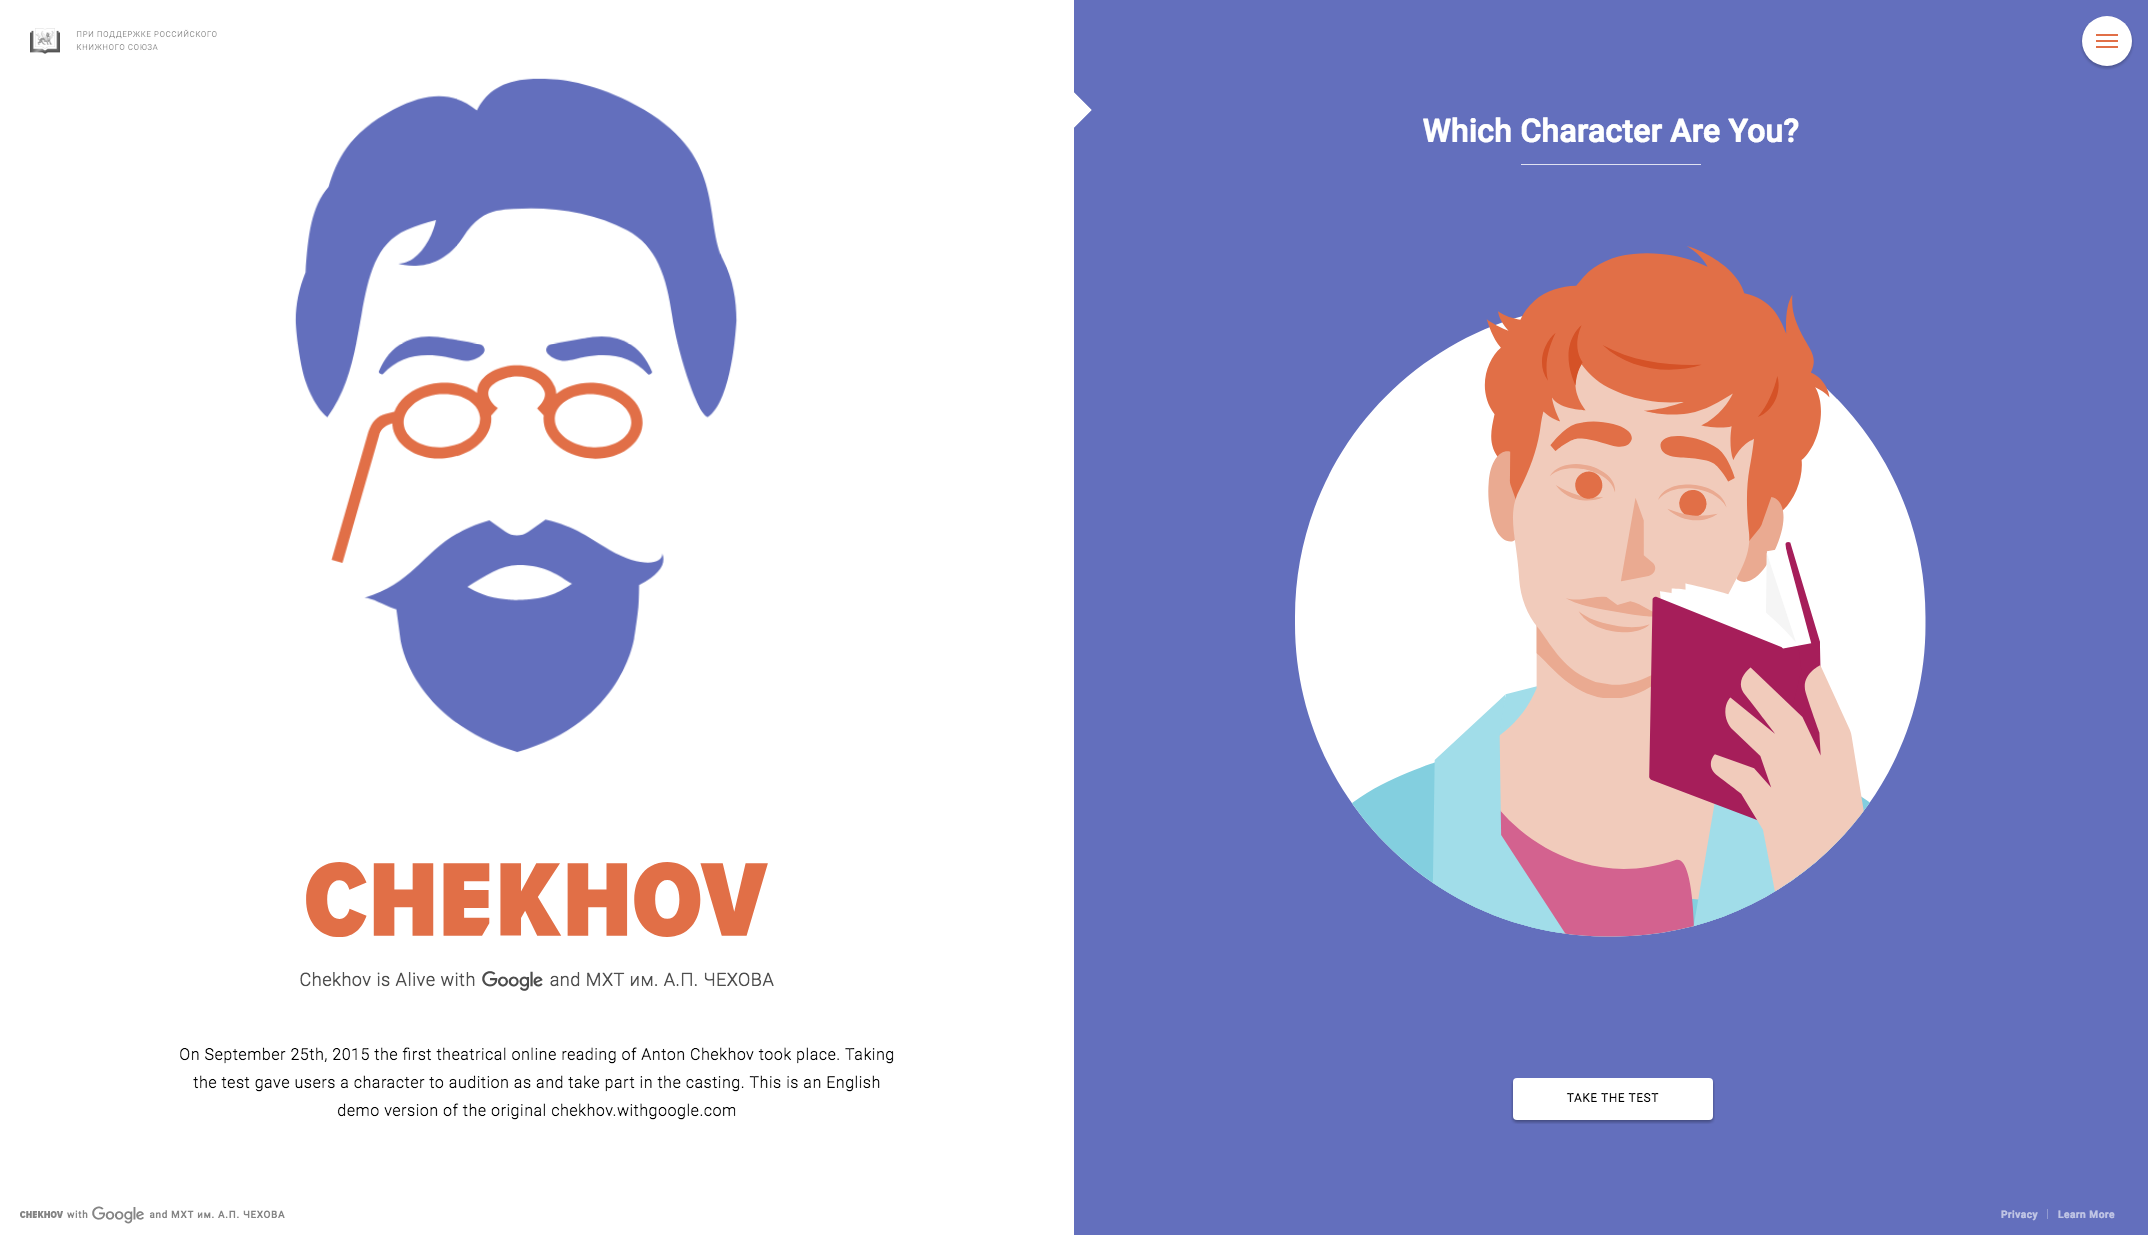 ПРИ ПОДДЕРЖКЕ РОССИЙСКОГО
КНИЖНОГО СОЮЗА
CHEKHOV
Chekhov is Alive with Google and МХТ им. А.П. ЧЕХОВА
On September 25th, 2015 the first theatrical online reading of Anton Chekhov took place. Taking
the test gave users a character to audition as and take part in the casting. This is an English
demo version of the original chekhov.withgoogle.com
CHEKHOV with Google and МХТ им. А.П. ЧЕХОВА
Which Character Are You?
TAKE THE TEST
Privacy | Learn More